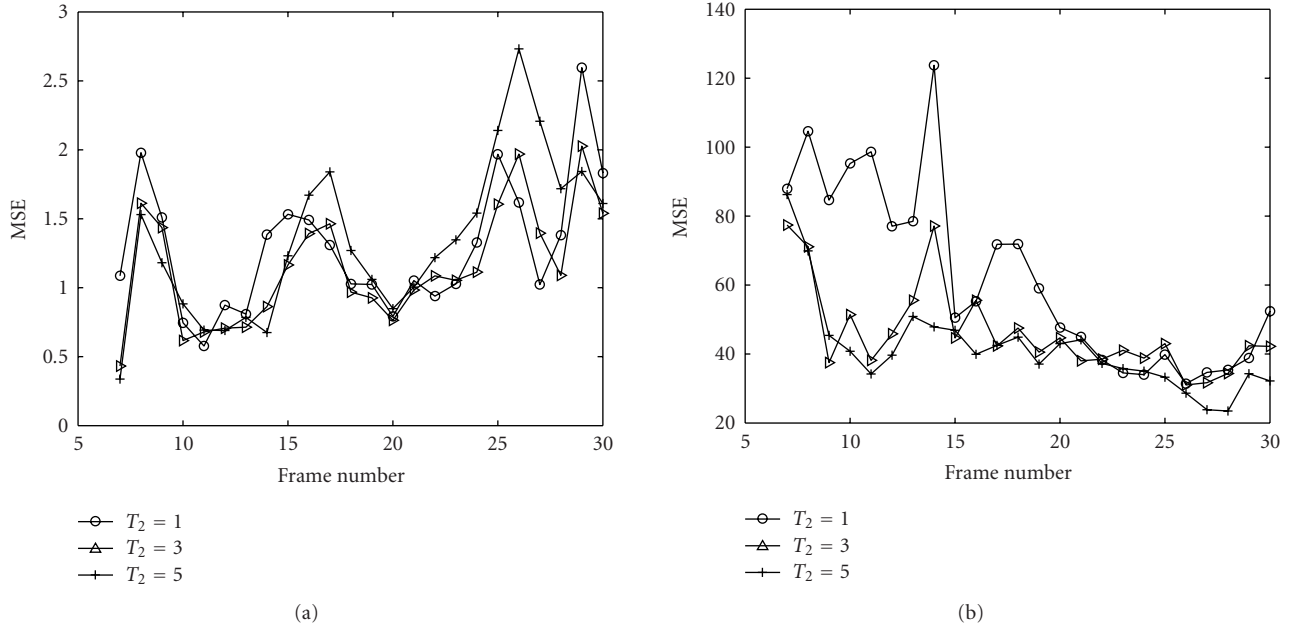 3
2.5
2
1.5
1
0.5
0
5
10
15
20
25
30
MSE
Frame number
T₂ = 1
T₂ = 3
T₂ = 5
(a)
140
120
100
80
60
40
20
5
10
15
20
25
30
MSE
Frame number
T₂ = 1
T₂ = 3
T₂ = 5
(b)